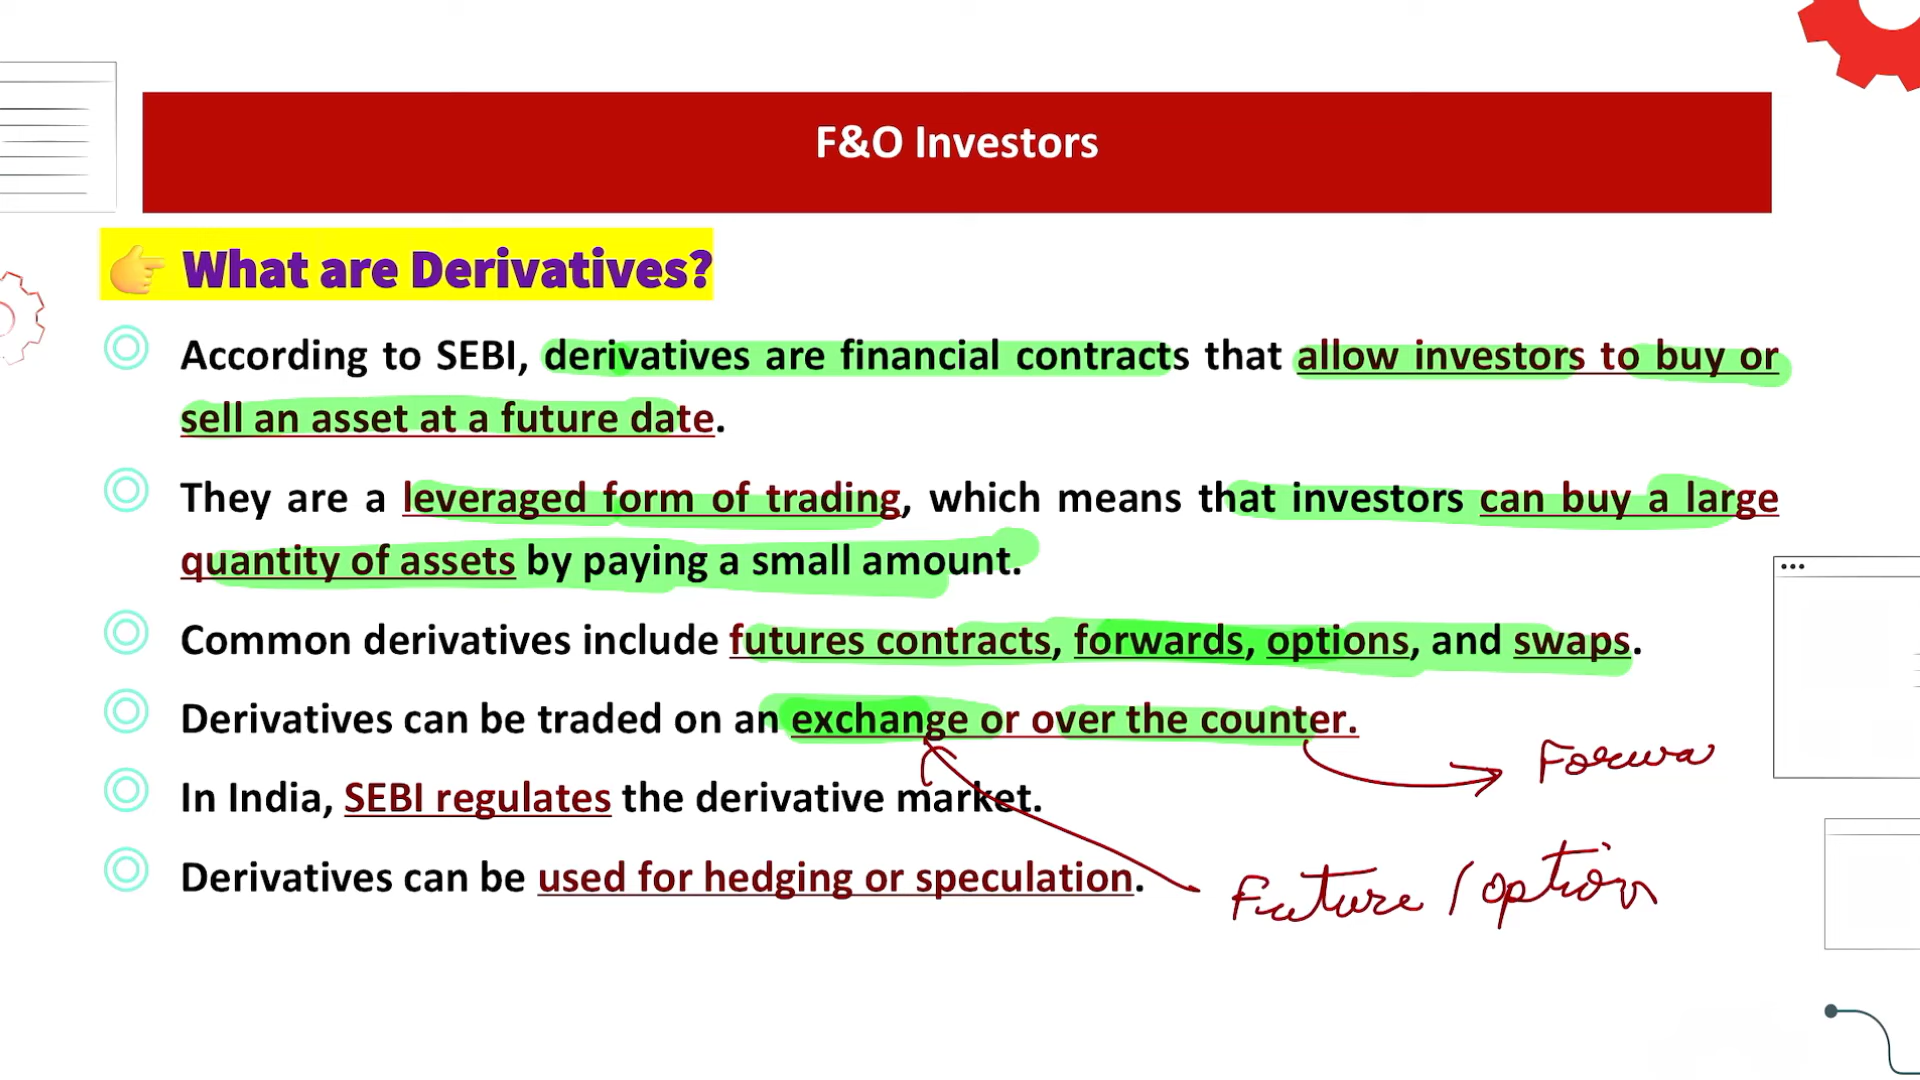 F&O Investors
👉 What are Derivatives?
According to SEBI, derivatives are financial contracts that allow investors to buy or
sell an asset at a future date.
They are a leveraged form of trading, which means that investors can buy a large
quantity of assets by paying a small amount.
Common derivatives include futures contracts, forwards, options, and swaps.
Derivatives can be traded on an exchange or over the counter.
Forwa
In India, SEBI regulates the derivative market.
Derivatives can be used for hedging or speculation.
Future / option